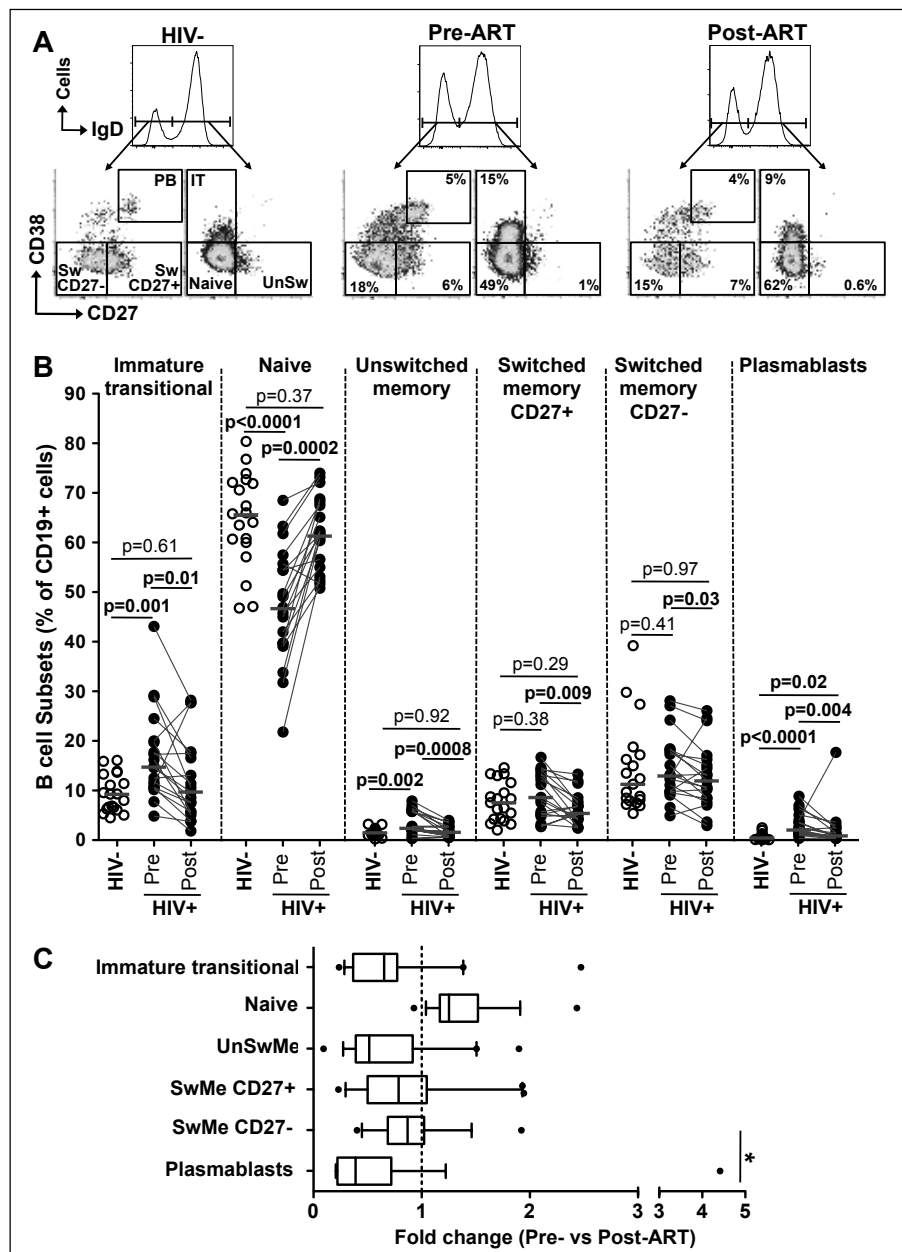 A
HIV-
Pre-ART
Post-ART
Cells
IgD
PB
IT
5%
15%
4%
9%
CD38
Sw
CD27-
Sw
CD27+
Naive
UnSw
18%
6%
49%
1%
15%
7%
62%
0.6%
CD27
B
Immature
transitional
Naive
Unswitched
memory
Switched
memory
CD27+
Switched
memory
CD27-
Plasmablasts
B cell Subsets (% of CD19+ cells)
90
80
70
60
50
40
30
20
10
0
p=0.61
p=0.01
p=0.001
p=0.37
p<0.0001
p=0.0002
p=0.92
p=0.0008
p=0.002
p=0.29
p=0.009
p=0.38
p=0.97
p=0.03
p=0.41
p=0.02
p=0.004
p<0.0001
HIV- Pre Post
HIV+
HIV- Pre Post
HIV+
HIV- Pre Post
HIV+
HIV- Pre Post
HIV+
HIV- Pre Post
HIV+
HIV- Pre Post
HIV+
C
Immature transitional
Naive
UnSwMe
SwMe CD27+
SwMe CD27-
Plasmablasts
*
0 1 2 3 3 4 5
Fold change (Pre- vs Post-ART)